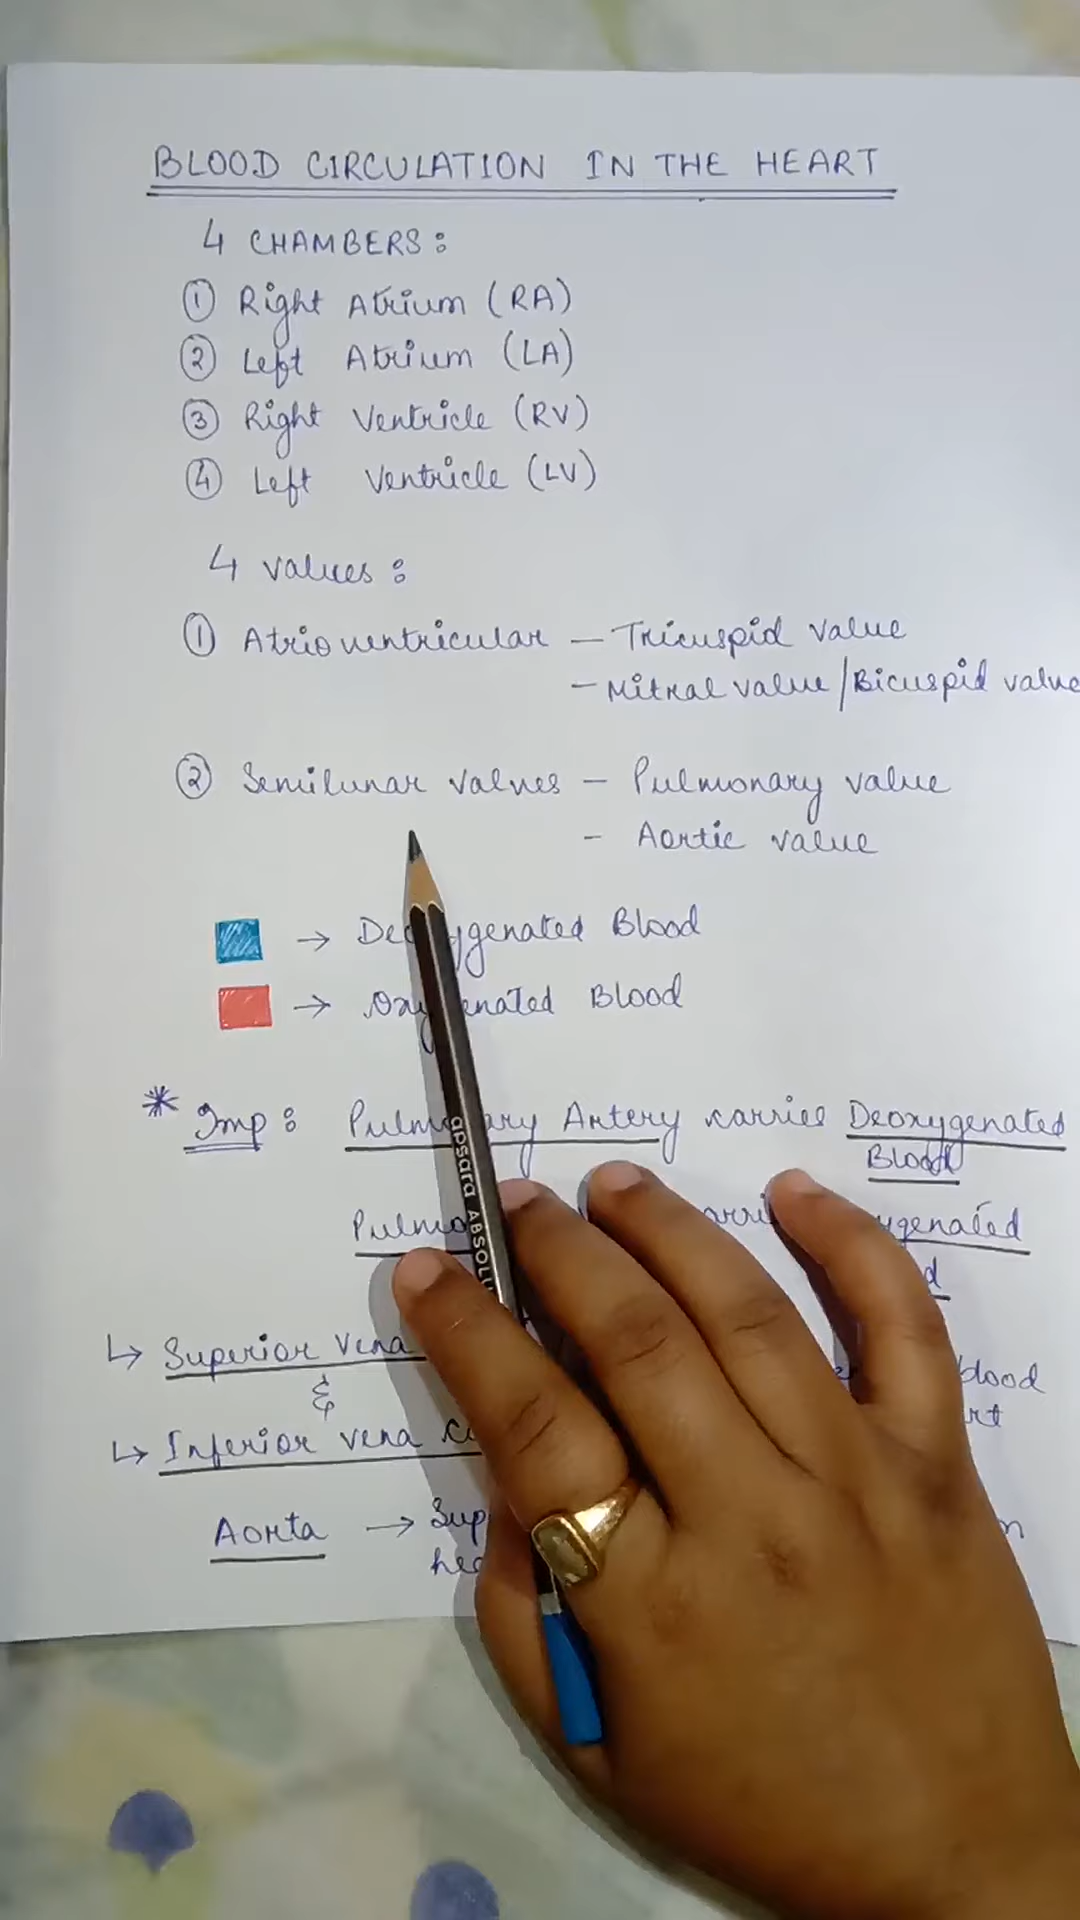 BLOOD CIRCULATION IN THE HEART
4 CHAMBERS:
① Right Atrium (RA)
② Left Atrium (LA)
③ Right Ventricle (RV)
④ Left Ventricle (LV)
4 valves:
① Atrioventricular – Tricuspid valve
– Mitral valve/Bicuspid valve
② Semilunar valves – Pulmonary valve
– Aortic valve
→ Deoxygenated Blood
→ Oxygenated Blood
* Imp: Pulmonary Artery carries Deoxygenated
Blood
↳ Superior vena
&
↳ Inferior vena
blood
Aorta →
apsara ABSOLU